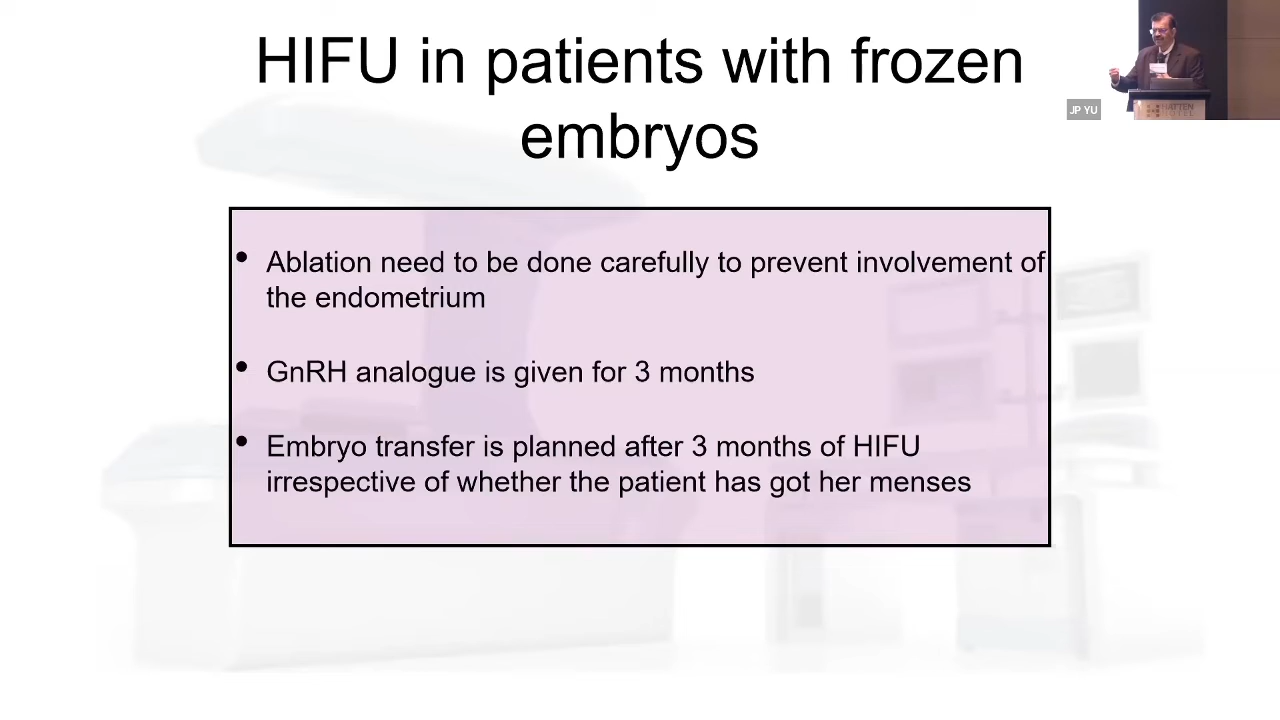 HIFU in patients with frozen
embryos
JP YU
HATTEN
HOTEL
• Ablation need to be done carefully to prevent involvement of
the endometrium
• GnRH analogue is given for 3 months
• Embryo transfer is planned after 3 months of HIFU
irrespective of whether the patient has got her menses